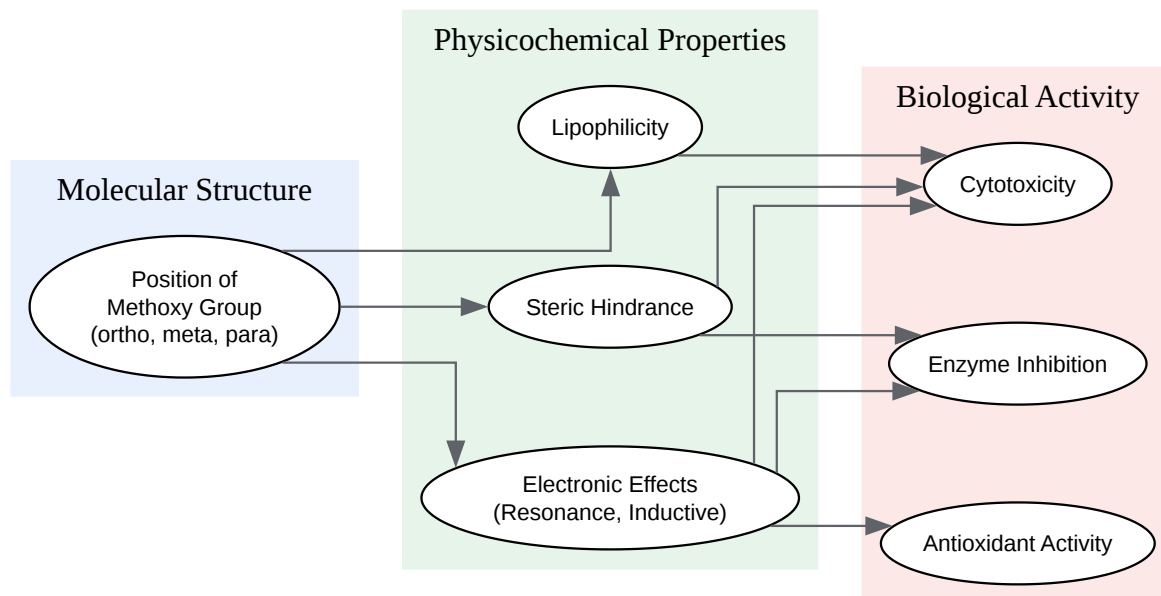 Molecular Structure
Position of
Methoxy Group
(ortho, meta, para)
Physicochemical Properties
Lipophilicity
Steric Hindrance
Electronic Effects
(Resonance, Inductive)
Biological Activity
Cytotoxicity
Enzyme Inhibition
Antioxidant Activity